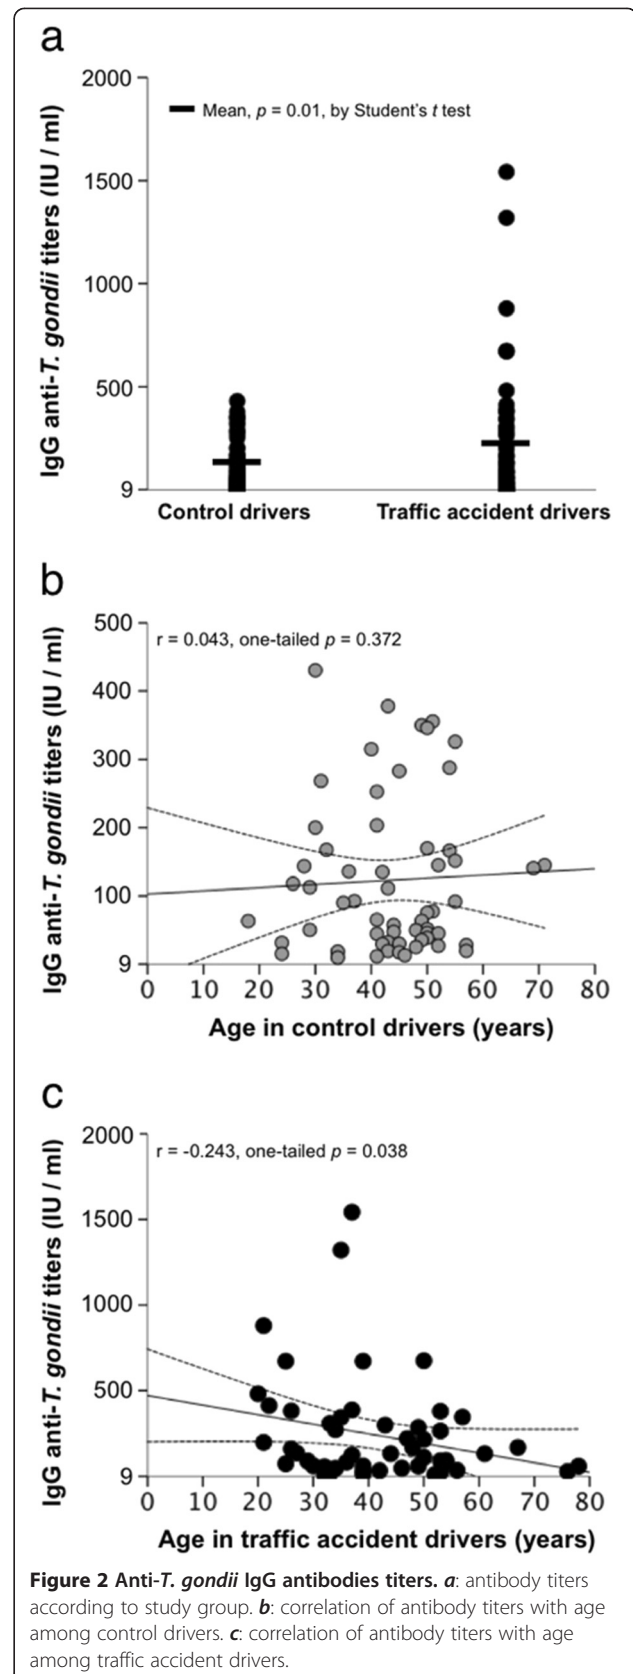 a
2000
Mean, p = 0.01, by Student's t test
1500
1000
500
9
IgG anti-T. gondii titers (IU / ml)
Control drivers Traffic accident drivers
b
500
r = 0.043, one-tailed p = 0.372
400
300
200
100
9
IgG anti-T. gondii titers (IU / ml)
0 10 20 30 40 50 60 70 80
Age in control drivers (years)
c
2000
r = -0.243, one-tailed p = 0.038
1500
1000
500
9
IgG anti-T. gondii titers (IU / ml)
0 10 20 30 40 50 60 70 80
Age in traffic accident drivers (years)
Figure 2 Anti-T. gondii IgG antibodies titers. a: antibody titers
according to study group. b: correlation of antibody titers with age
among control drivers. c: correlation of antibody titers with age
among traffic accident drivers.